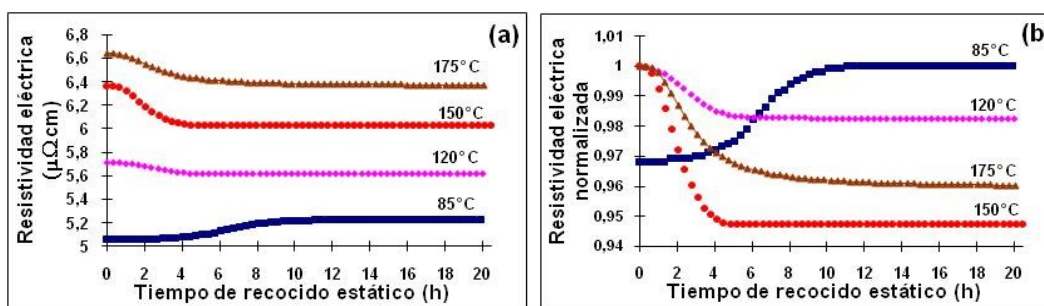 (a)
Resistividad eléctrica
(μΩcm)
6,8
6,6
6,4
6,2
6
5,8
5,6
5,4
5,2
5
175°C
150°C
120°C
85°C
0 2 4 6 8 10 12 14 16 18 20
Tiempo de recocido estático (h)
(b)
Resistividad eléctrica
normalizada
1,01
1
0,99
0,98
0,97
0,96
0,95
0,94
85°C
120°C
175°C
150°C
0 2 4 6 8 10 12 14 16 18 20
Tiempo de recocido estático (h)